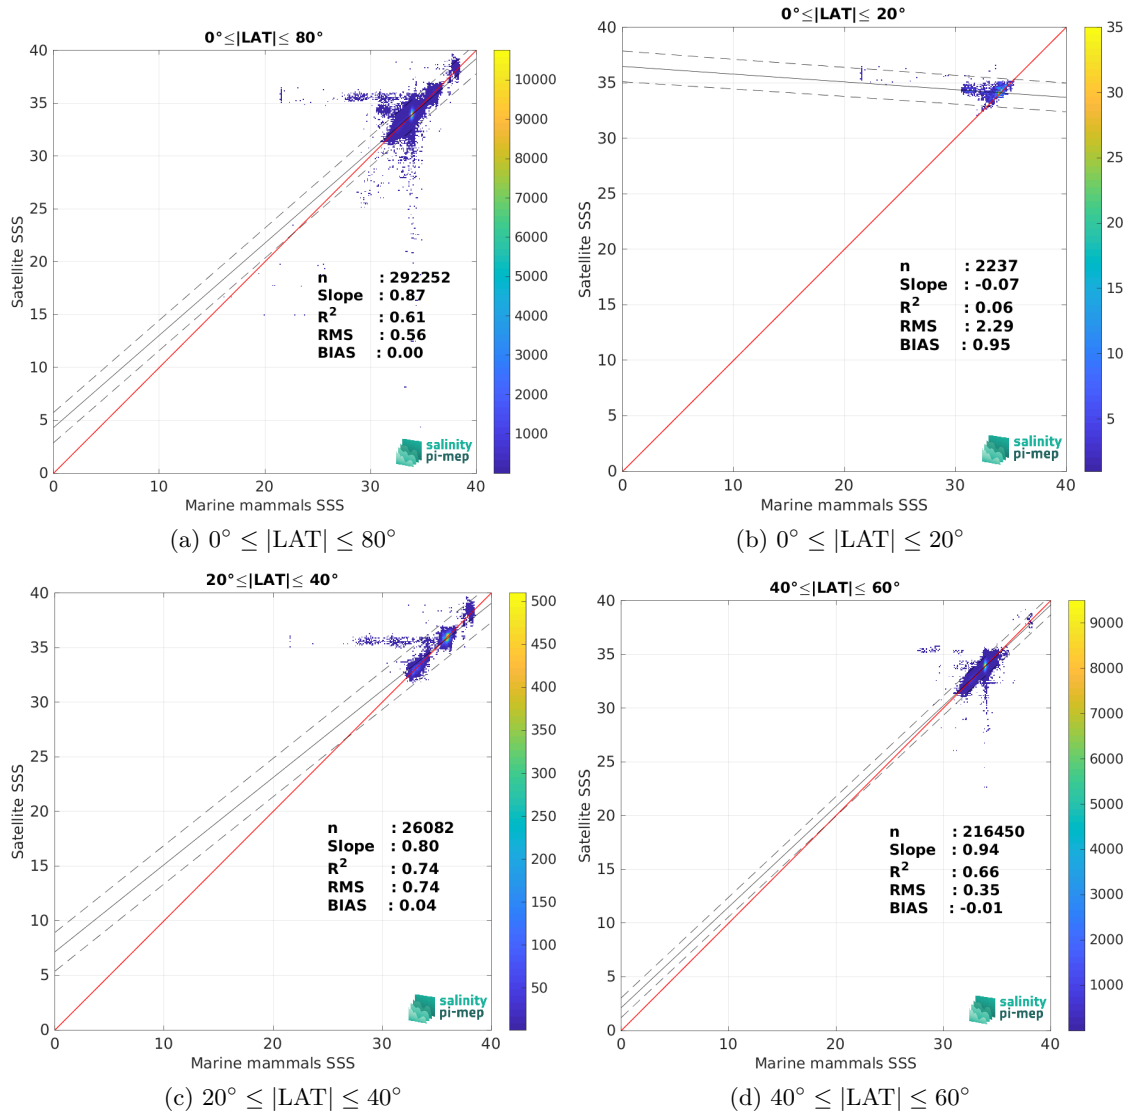 0°≤|LAT|≤ 80°
40
35
30
25
20
15
10
5
0
Satellite SSS
0
10
20
30
40
Marine mammals SSS
n : 292252
Slope : 0.87
R² : 0.61
RMS : 0.56
BIAS : 0.00
salinity
pi-mep
10000
9000
8000
7000
6000
5000
4000
3000
2000
1000
(a) 0° ≤ |LAT| ≤ 80°
0°≤|LAT|≤ 20°
40
35
30
25
20
15
10
5
0
Satellite SSS
0
10
20
30
40
Marine mammals SSS
n : 2237
Slope : -0.07
R² : 0.06
RMS : 2.29
BIAS : 0.95
salinity
pi-mep
35
30
25
20
15
10
5
(b) 0° ≤ |LAT| ≤ 20°
20°≤|LAT|≤ 40°
40
35
30
25
20
15
10
5
0
Satellite SSS
0
10
20
30
40
Marine mammals SSS
n : 26082
Slope : 0.80
R² : 0.74
RMS : 0.74
BIAS : 0.04
salinity
pi-mep
500
450
400
350
300
250
200
150
100
50
(c) 20° ≤ |LAT| ≤ 40°
40°≤|LAT|≤ 60°
40
35
30
25
20
15
10
5
0
Satellite SSS
0
10
20
30
40
Marine mammals SSS
n : 216450
Slope : 0.94
R² : 0.66
RMS : 0.35
BIAS : -0.01
salinity
pi-mep
9000
8000
7000
6000
5000
4000
3000
2000
1000
(d) 40° ≤ |LAT| ≤ 60°